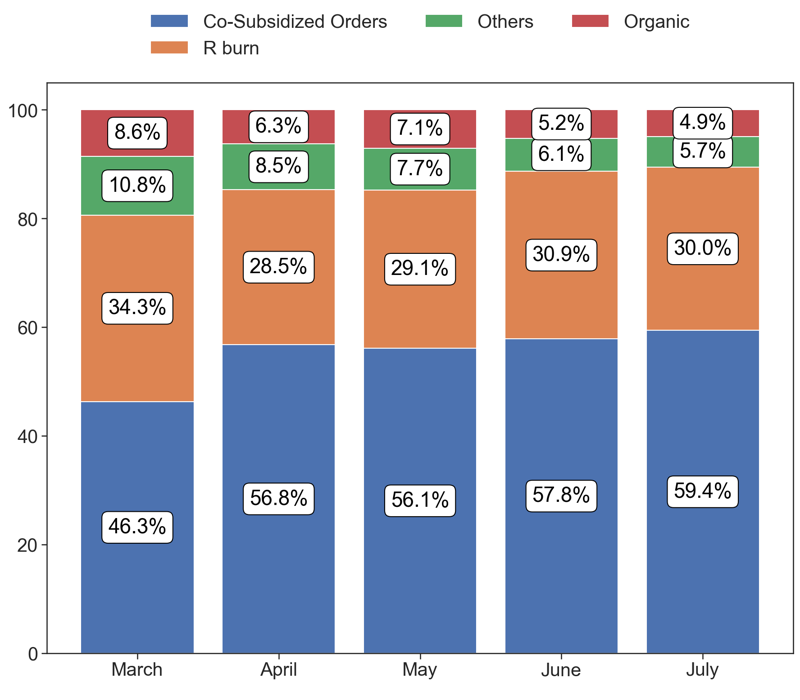 Co-Subsidized Orders Others Organic
R burn
100
80
60
40
20
0
8.6% 6.3% 7.1% 5.2% 4.9%
10.8% 8.5% 7.7% 6.1% 5.7%
34.3% 28.5% 29.1% 30.9% 30.0%
46.3% 56.8% 56.1% 57.8% 59.4%
March April May June July